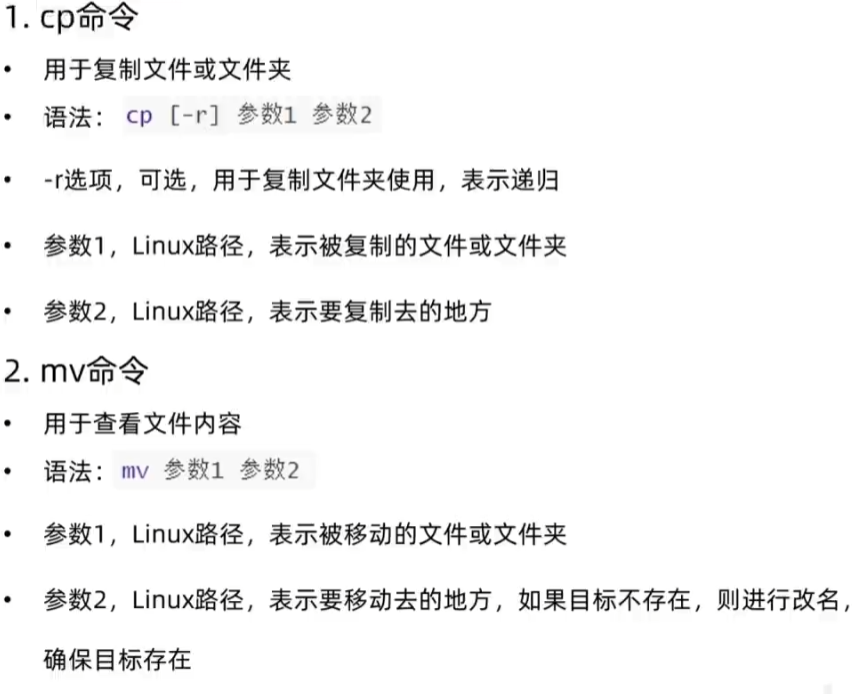 1. cp命令
• 用于复制文件或文件夹
• 语法：cp [-r] 参数1 参数2
• -r选项，可选，用于复制文件夹使用，表示递归
• 参数1，Linux路径，表示被复制的文件或文件夹
• 参数2，Linux路径，表示要复制去的地方
2. mv命令
• 用于查看文件内容
• 语法：mv 参数1 参数2
• 参数1，Linux路径，表示被移动的文件或文件夹
• 参数2，Linux路径，表示要移动去的地方，如果目标不存在，则进行改名，
确保目标存在